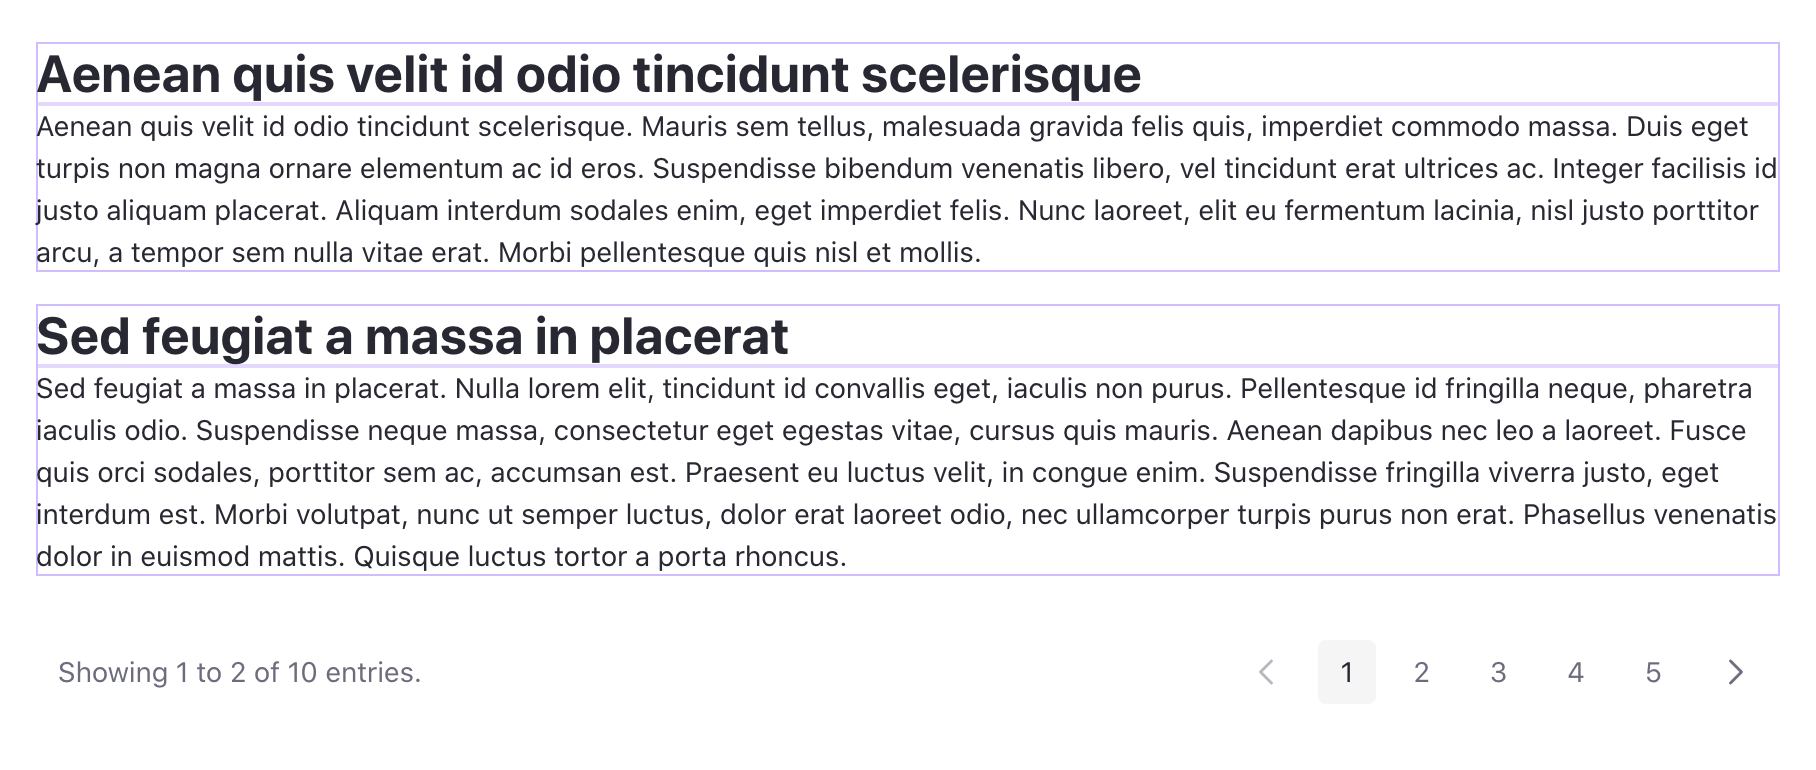 Aenean quis velit id odio tincidunt scelerisque
Aenean quis velit id odio tincidunt scelerisque. Mauris sem tellus, malesuada gravida felis quis, imperdiet commodo massa. Duis eget
turpis non magna ornare elementum ac id eros. Suspendisse bibendum venenatis libero, vel tincidunt erat ultrices ac. Integer facilisis id
justo aliquam placerat. Aliquam interdum sodales enim, eget imperdiet felis. Nunc laoreet, elit eu fermentum lacinia, nisl justo porttitor
arcu, a tempor sem nulla vitae erat. Morbi pellentesque quis nisl et mollis.
Sed feugiat a massa in placerat
Sed feugiat a massa in placerat. Nulla lorem elit, tincidunt id convallis eget, iaculis non purus. Pellentesque id fringilla neque, pharetra
iaculis odio. Suspendisse neque massa, consectetur eget egestas vitae, cursus quis mauris. Aenean dapibus nec leo a laoreet. Fusce
quis orci sodales, porttitor sem ac, accumsan est. Praesent eu luctus velit, in congue enim. Suspendisse fringilla viverra justo, eget
interdum est. Morbi volutpat, nunc ut semper luctus, dolor erat laoreet odio, nec ullamcorper turpis purus non erat. Phasellus venenatis
dolor in euismod mattis. Quisque luctus tortor a porta rhoncus.
Showing 1 to 2 of 10 entries. 1 2 3 4 5